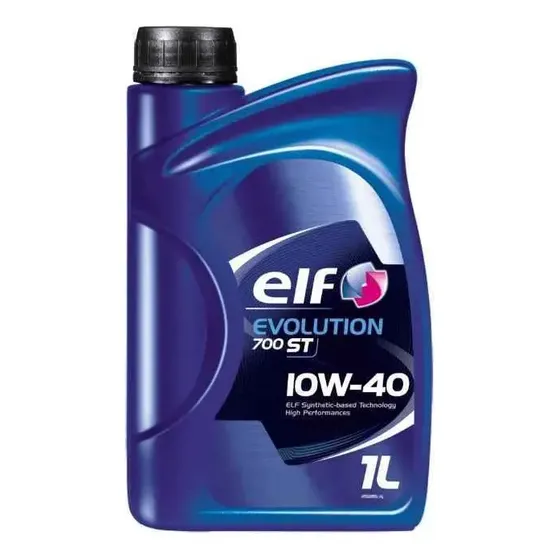 elf
EVOLUTION
700 ST
10W-40
ELF Synthetic-based Technology
High Performances
1L